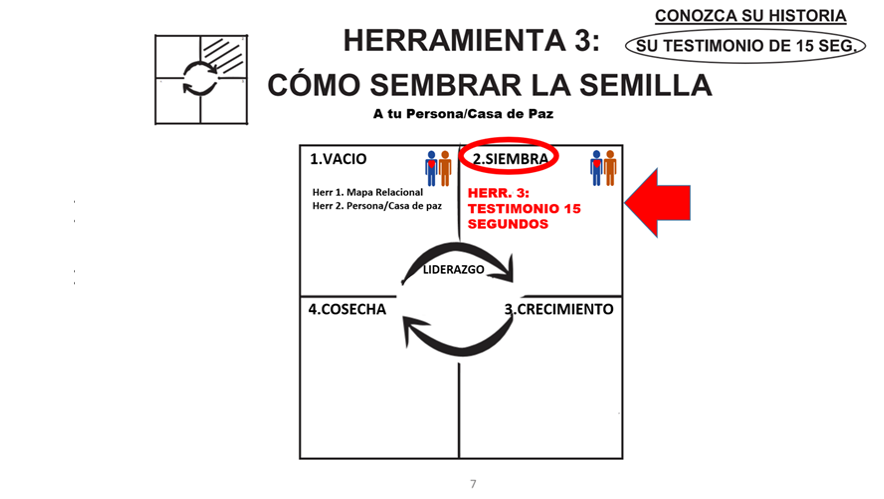 CONOZCA SU HISTORIA
SU TESTIMONIO DE 15 SEG.
HERRAMIENTA 3:
CÓMO SEMBRAR LA SEMILLA
A tu Persona/Casa de Paz
1.VACIO
Herr 1. Mapa Relacional
Herr 2. Persona/Casa de paz
2.SIEMBRA
HERR. 3:
TESTIMONIO 15
SEGUNDOS
LIDERAZGO
4.COSECHA
3.CRECIMIENTO
7